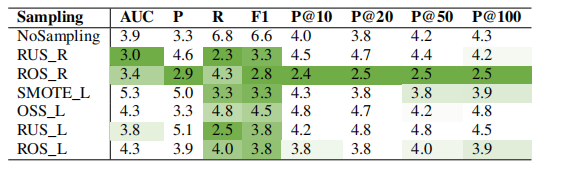 Sampling AUC P R F1 P@10 P@20 P@50 P@100
NoSampling 3.9 3.3 6.8 6.6 4.0 3.8 4.2 4.3
RUS_R 3.0 4.6 2.3 3.3 4.5 4.7 4.4 4.2
ROS_R 3.4 2.9 4.3 2.8 2.4 2.5 2.5 2.5
SMOTE_L 5.3 5.0 3.3 3.3 4.3 3.8 3.8 3.9
OSS_L 4.3 3.3 4.8 4.5 4.8 4.7 4.2 4.8
RUS_L 3.8 5.1 2.5 3.8 4.2 4.8 4.8 4.5
ROS_L 4.3 3.9 4.0 3.8 3.8 3.8 4.0 3.9